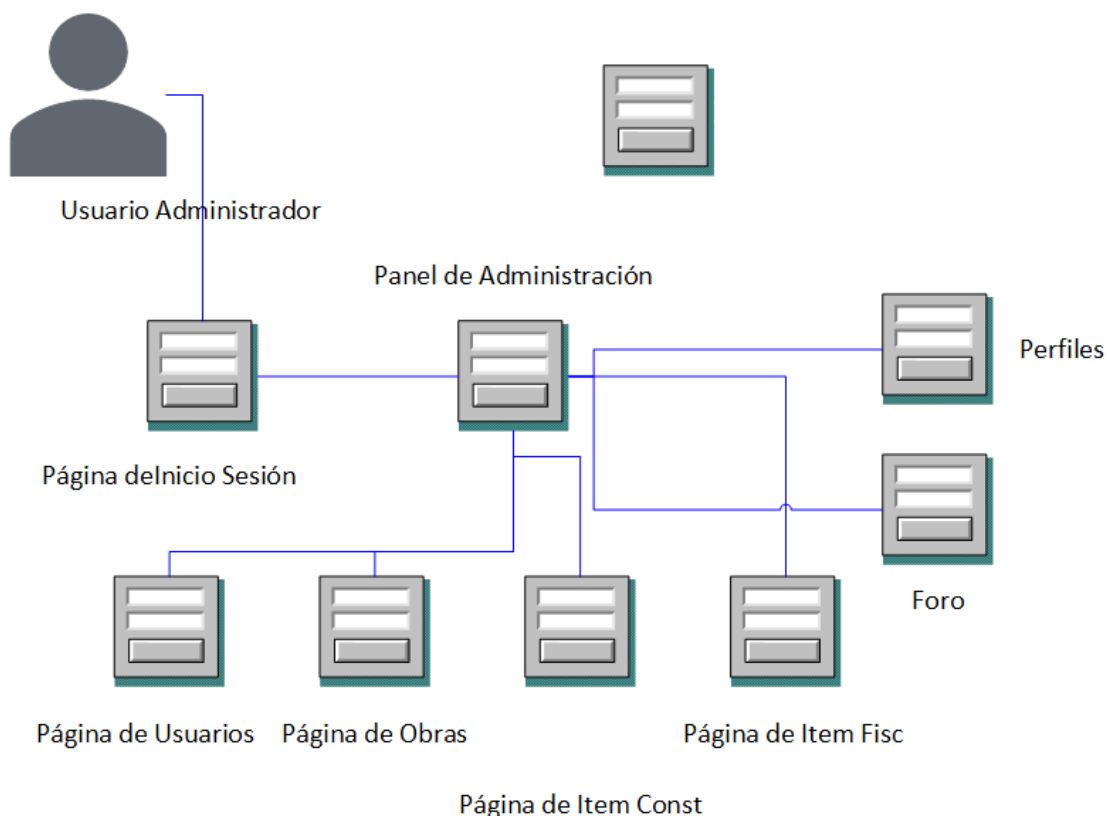 Usuario Administrador
Panel de Administración
Perfiles
Página deInicio Sesión
Foro
Página de Usuarios
Página de Obras
Página de Item Fisc
Página de Item Const